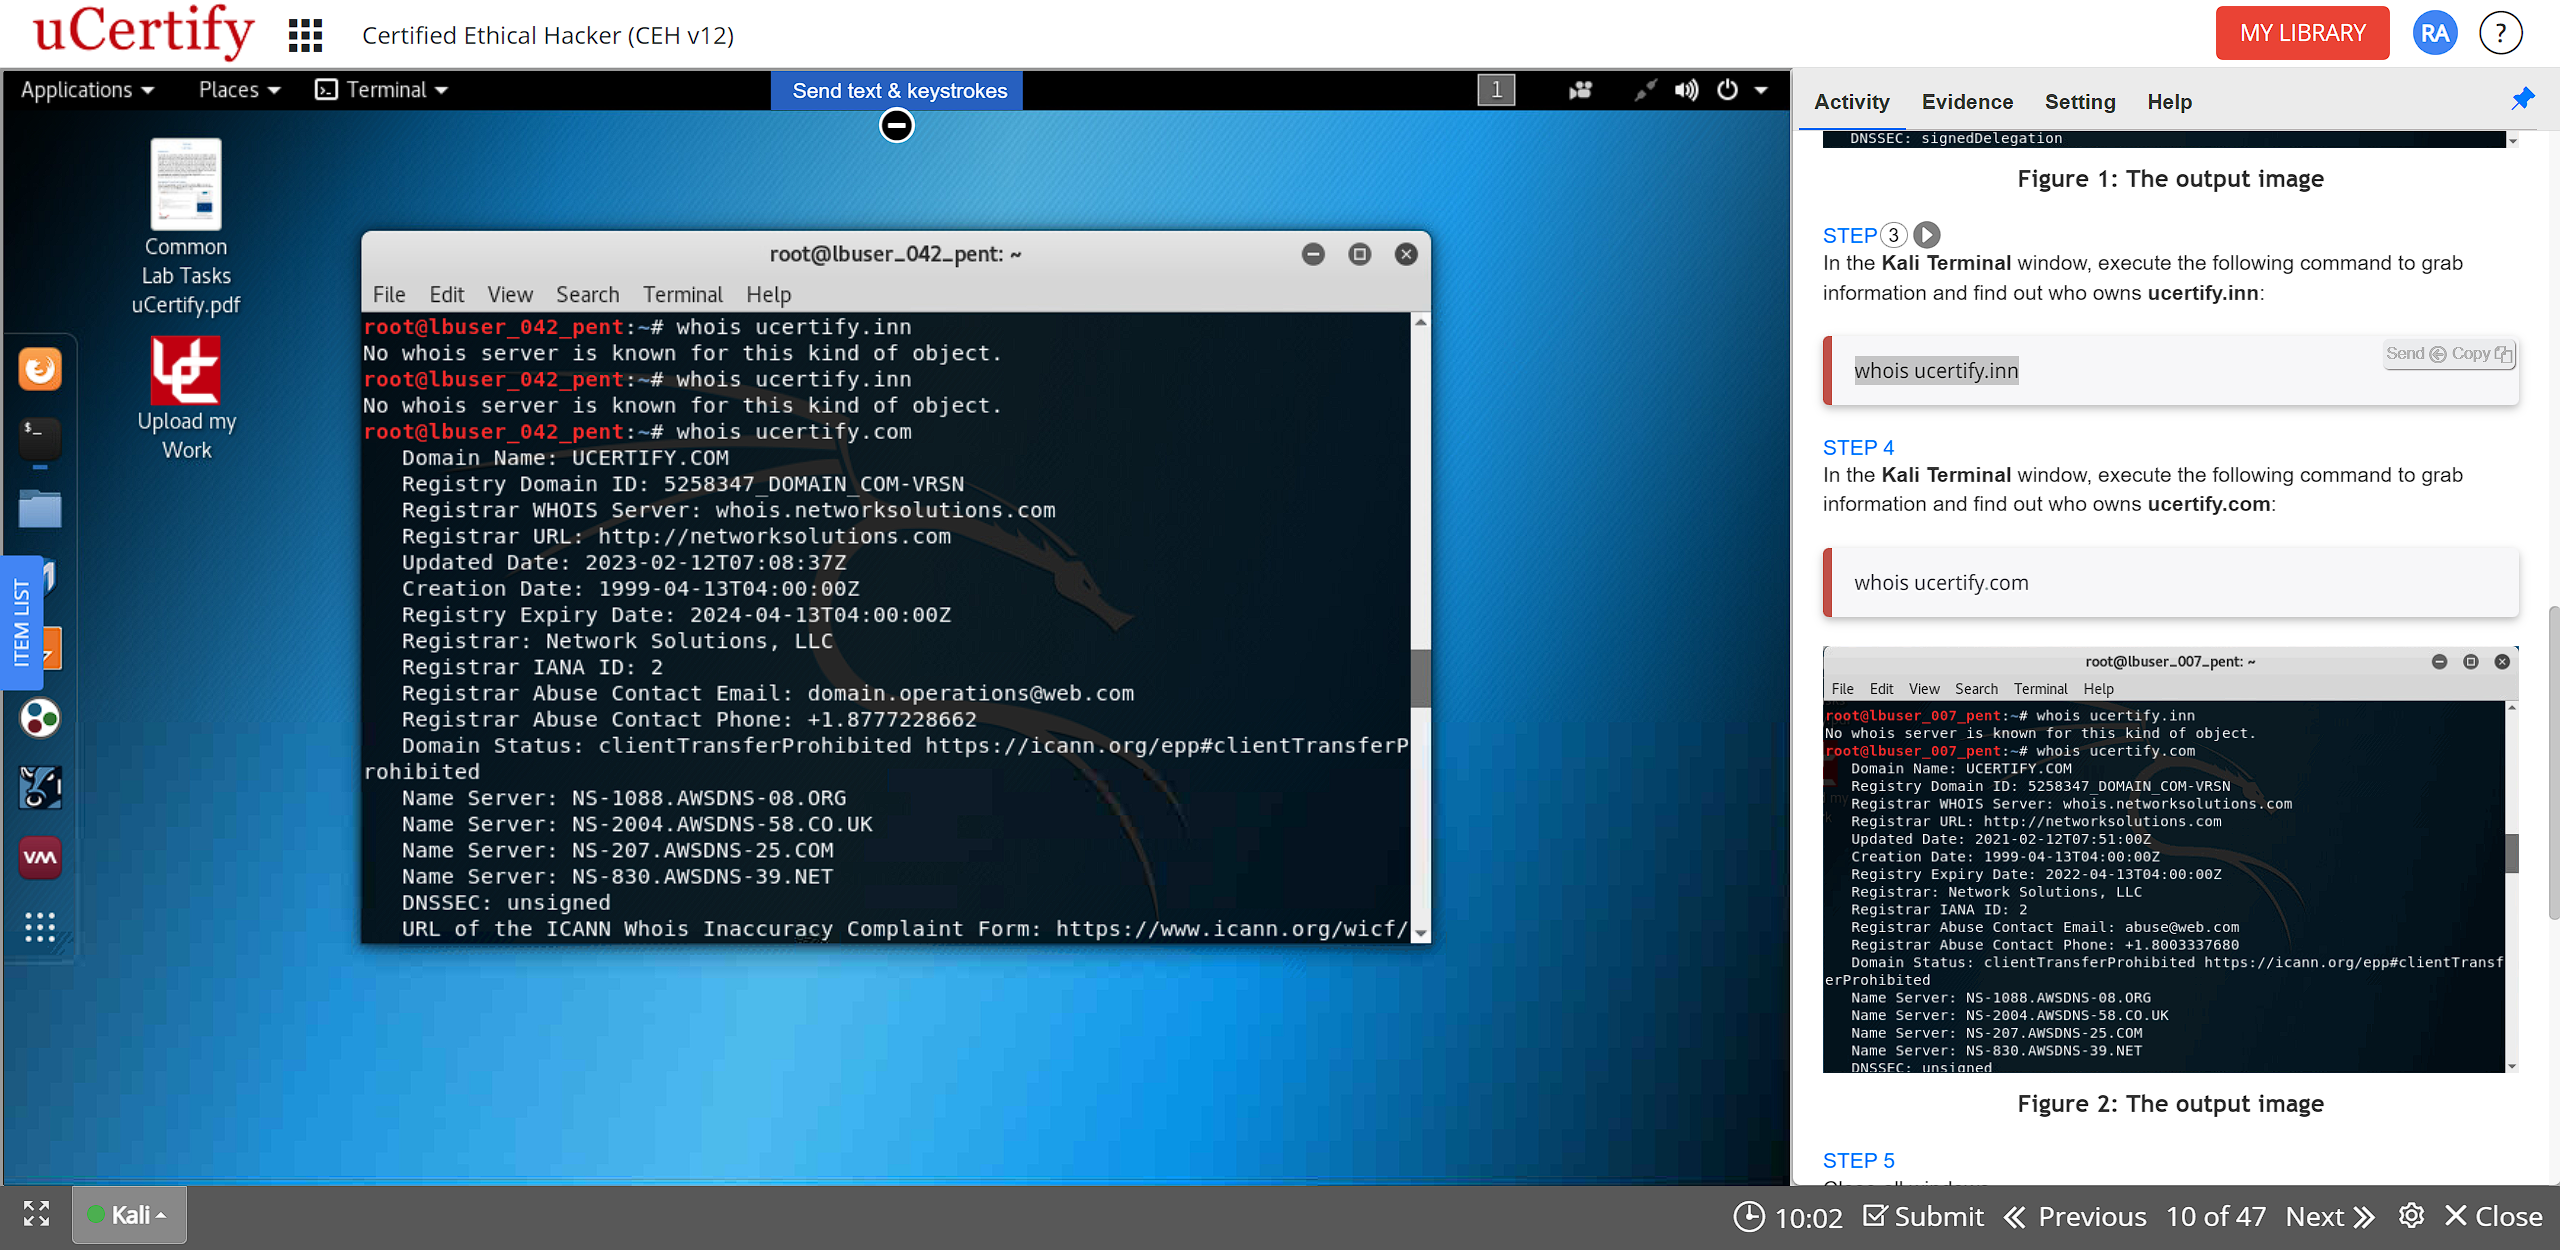 uCertify
Certified Ethical Hacker (CEH v12)
MY LIBRARY
RA
?
Applications
Places
Terminal
Send text & keystrokes
1
Common
Lab Tasks
uCertify.pdf
Upload my
Work
ITEM LIST
root@lbuser_042_pent: ~
File Edit View Search Terminal Help
root@lbuser_042_pent:~# whois ucertify.inn
No whois server is known for this kind of object.
root@lbuser_042_pent:~# whois ucertify.inn
No whois server is known for this kind of object.
root@lbuser_042_pent:~# whois ucertify.com
Domain Name: UCERTIFY.COM
Registry Domain ID: 5258347_DOMAIN_COM-VRSN
Registrar WHOIS Server: whois.networksolutions.com
Registrar URL: http://networksolutions.com
Updated Date: 2023-02-12T07:08:37Z
Creation Date: 1999-04-13T04:00:00Z
Registry Expiry Date: 2024-04-13T04:00:00Z
Registrar: Network Solutions, LLC
Registrar IANA ID: 2
Registrar Abuse Contact Email: domain.operations@web.com
Registrar Abuse Contact Phone: +1.8777228662
Domain Status: clientTransferProhibited https://icann.org/epp#clientTransferP
rohibited
Name Server: NS-1088.AWSDNS-08.ORG
Name Server: NS-2004.AWSDNS-58.CO.UK
Name Server: NS-207.AWSDNS-25.COM
Name Server: NS-830.AWSDNS-39.NET
DNSSEC: unsigned
URL of the ICANN Whois Inaccuracy Complaint Form: https://www.icann.org/wicf/
Activity Evidence Setting Help
DNSSEC: signedDelegation
Figure 1: The output image
STEP 3
In the Kali Terminal window, execute the following command to grab
information and find out who owns ucertify.inn:
Send Copy
whois ucertify.inn
STEP 4
In the Kali Terminal window, execute the following command to grab
information and find out who owns ucertify.com:
whois ucertify.com
root@lbuser_007_pent: ~
File Edit View Search Terminal Help
root@lbuser_007_pent:~# whois ucertify.inn
No whois server is known for this kind of object.
root@lbuser_007_pent:~# whois ucertify.com
Domain Name: UCERTIFY.COM
Registry Domain ID: 5258347_DOMAIN_COM-VRSN
Registrar WHOIS Server: whois.networksolutions.com
Registrar URL: http://networksolutions.com
Updated Date: 2021-02-12T07:51:00Z
Creation Date: 1999-04-13T04:00:00Z
Registry Expiry Date: 2022-04-13T04:00:00Z
Registrar: Network Solutions, LLC
Registrar IANA ID: 2
Registrar Abuse Contact Email: abuse@web.com
Registrar Abuse Contact Phone: +1.8003337680
Domain Status: clientTransferProhibited https://icann.org/epp#clientTransf
erProhibited
Name Server: NS-1088.AWSDNS-08.ORG
Name Server: NS-2004.AWSDNS-58.CO.UK
Name Server: NS-207.AWSDNS-25.COM
Name Server: NS-830.AWSDNS-39.NET
DNSSEC: unsigned
Figure 2: The output image
STEP 5
Kali
10:02 Submit Previous 10 of 47 Next Close